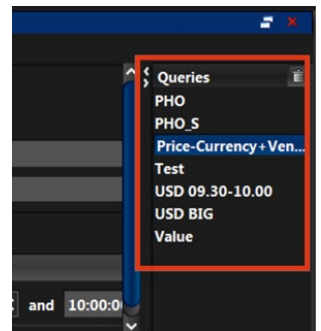 Queries
PHO
PHO_S
Price-Currency+Ven...
Test
USD 09.30-10.00
USD BIG
Value
and 10:00:0